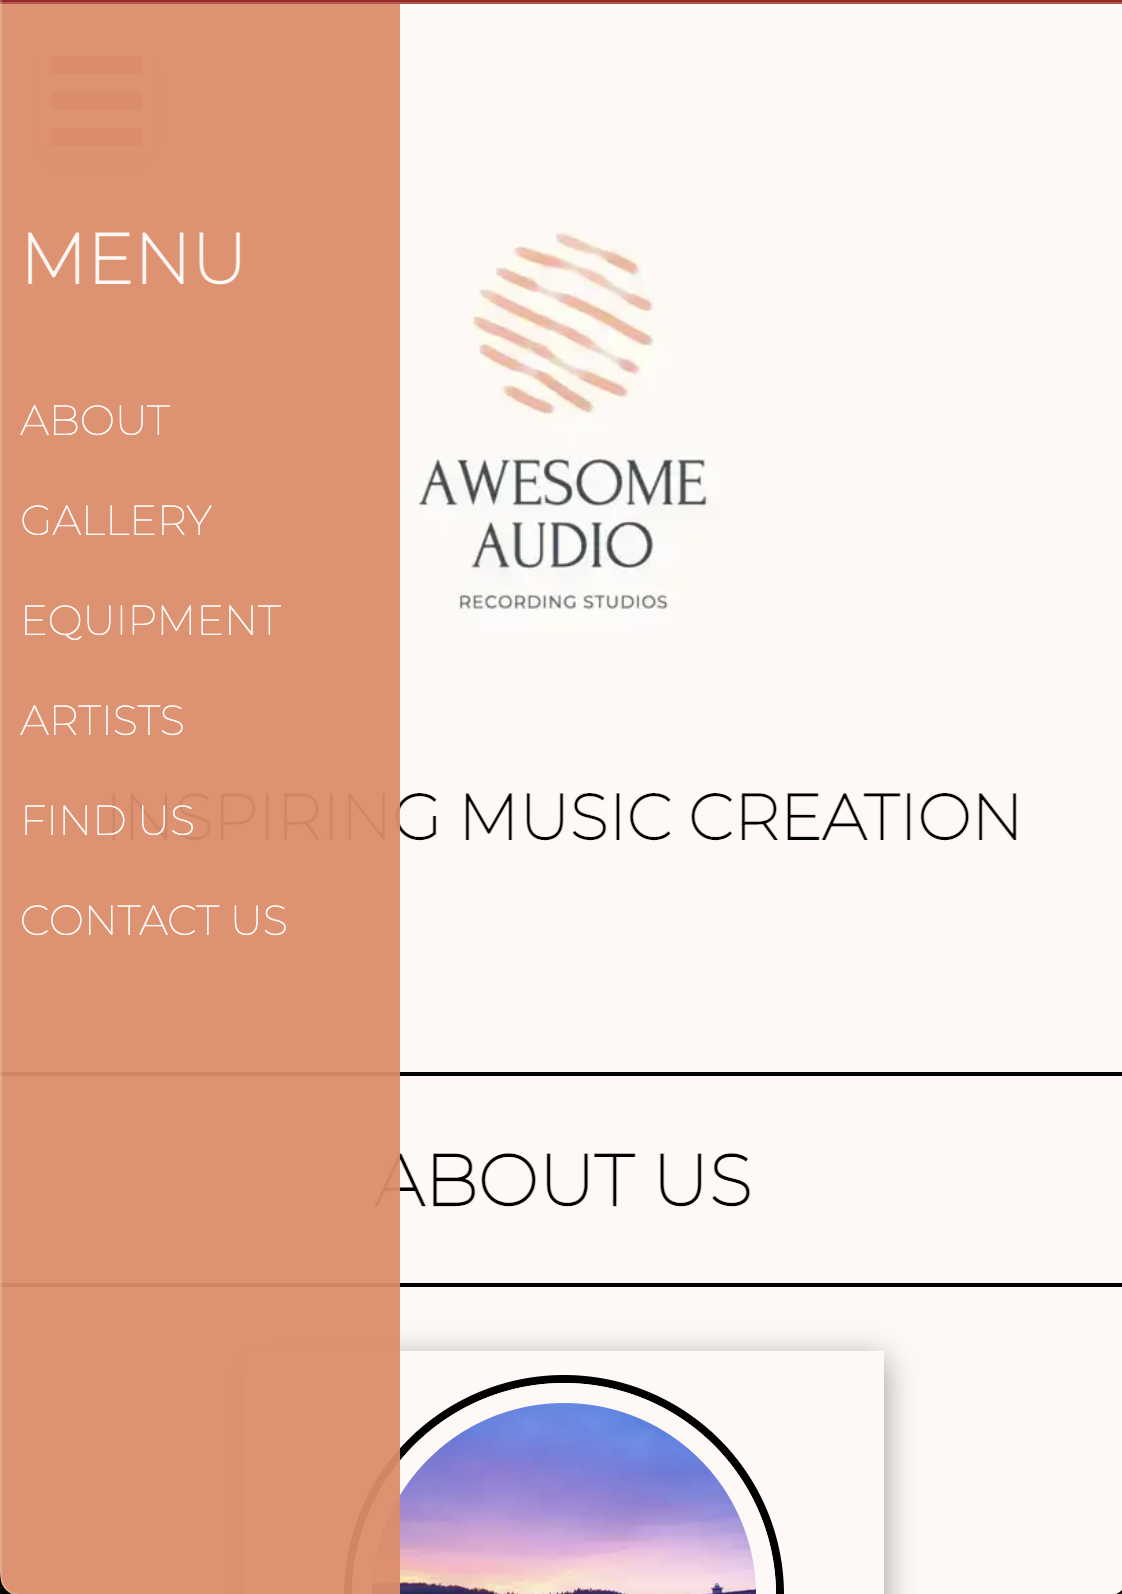 MENU
ABOUT
GALLERY
EQUIPMENT
ARTISTS
FIND US
CONTACT US
AWESOME
AUDIO
RECORDING STUDIOS
INSPIRING MUSIC CREATION
ABOUT US